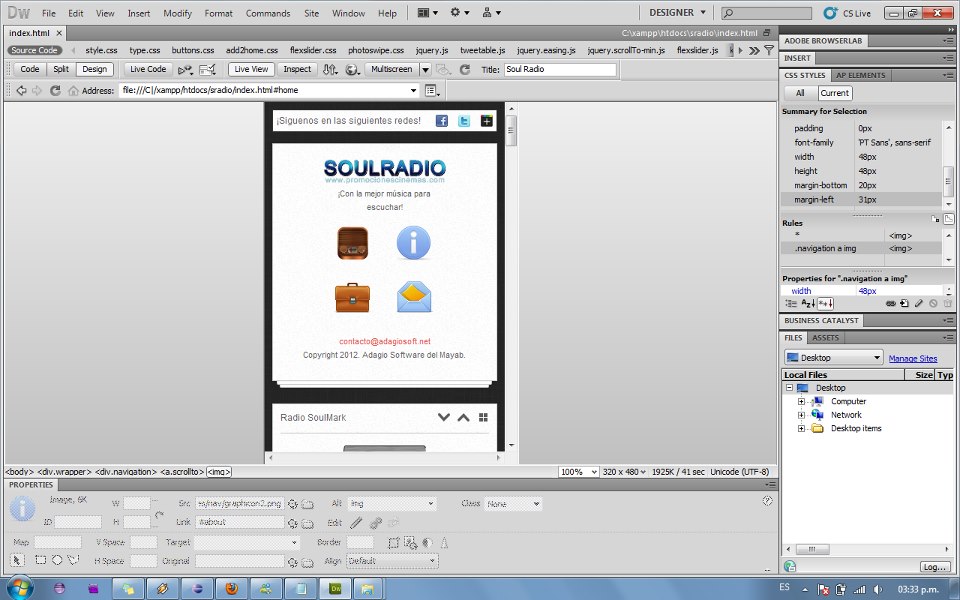 Dw File Edit View Insert Modify Format Commands Site Window Help DESIGNER CS Live
index.html C:\xampp\htdocs\sradio\index.html
Source Code style.css type.css buttons.css add2home.css flexslider.css photoswipe.css jquery.js tweetable.js jquery.easing.js jquery.scrollTo-min.js flexslider.js
Code Split Design Live Code Live View Inspect Multiscreen Title: Soul Radio
Address: file:///C|/xampp/htdocs/sradio/index.html#home
¡Siguenos en las siguientes redes!
SOULRADIO
www.promocionescinemas.com
¡Con la mejor música para
escuchar!
contacto@adagiosoft.net
Copyright 2012. Adagio Software del Mayab.
Radio SoulMark
<body> <div.wrapper> <div.navigation> <a.scrollto> <img> 100% 320 x 480 1925K / 41 sec Unicode (UTF-8)
PROPERTIES
Image, 6K W Src Alt img Class None
ID H Link #about Edit
Map V Space Target Border
H Space Original Align Default
ADOBE BROWSERLAB
INSERT
CSS STYLES AP ELEMENTS
All Current
Summary for Selection
padding 0px
font-family 'PT Sans', sans-serif
width 48px
height 48px
margin-bottom 20px
margin-left 31px
Rules
* <img>
.navigation a img <img>
Properties for ".navigation a img"
width 48px
BUSINESS CATALYST
FILES ASSETS
Desktop Manage Sites
Local Files Size Typ
Desktop
Computer
Network
Desktop items
Log...
ES 03:33 p.m.